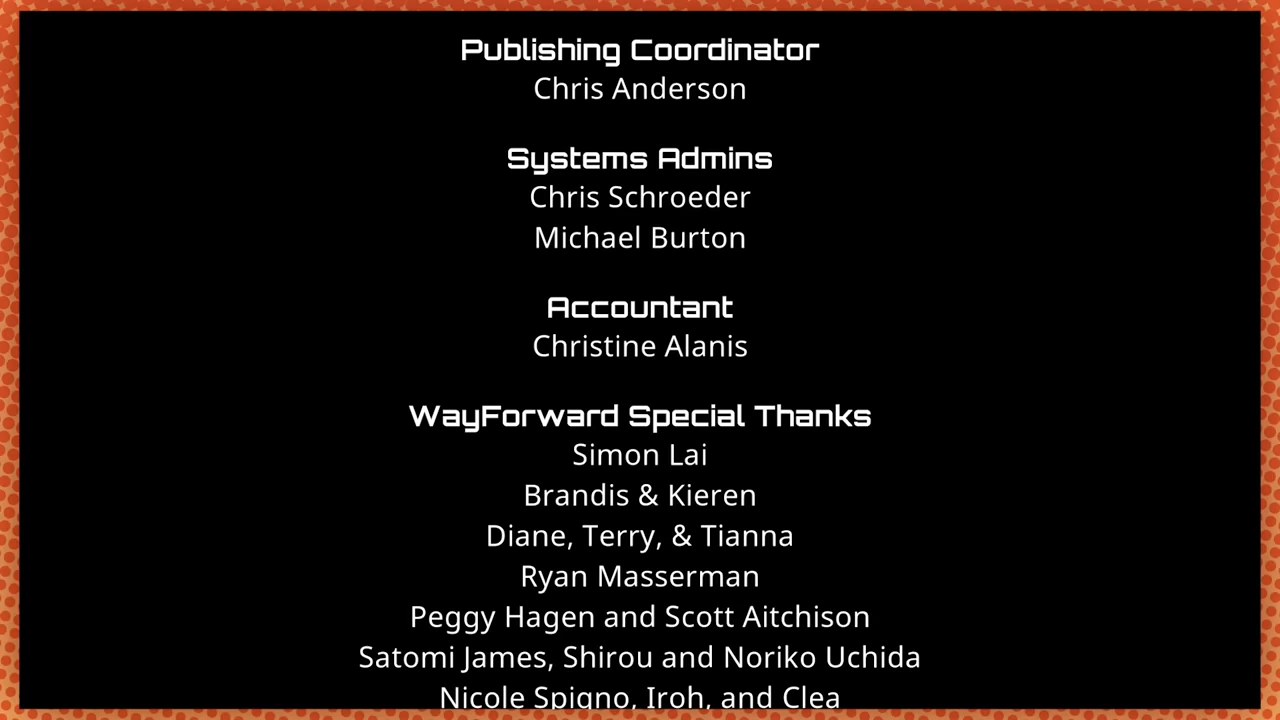 Publishing Coordinator
Chris Anderson
Systems Admins
Chris Schroeder
Michael Burton
Accountant
Christine Alanis
WayForward Special Thanks
Simon Lai
Brandis & Kieren
Diane, Terry, & Tianna
Ryan Masserman
Peggy Hagen and Scott Aitchison
Satomi James, Shirou and Noriko Uchida
Nicole Spigno, Iroh, and Clea